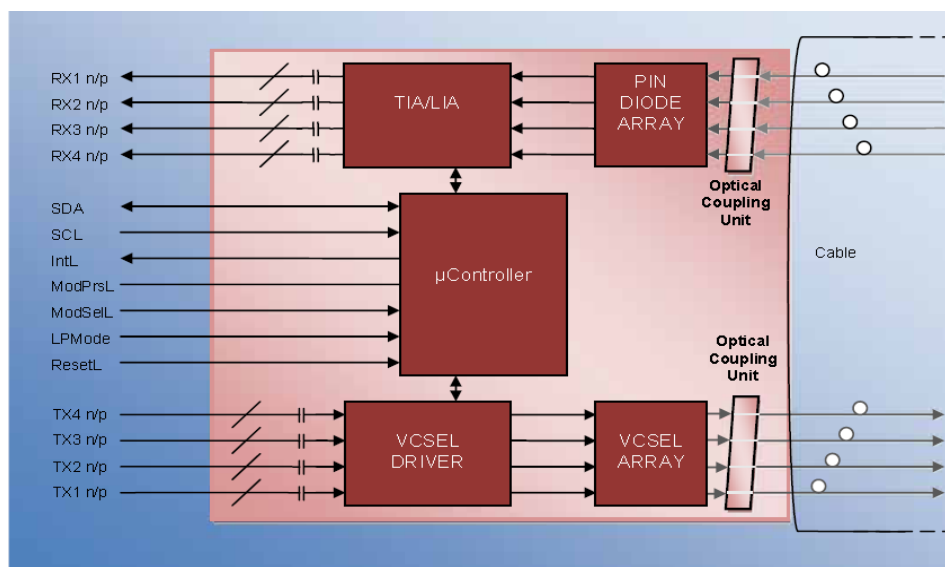 RX1 n/p
RX2 n/p
RX3 n/p
RX4 n/p
TIA/LIA
PIN
DIODE
ARRAY
Optical
Coupling
Unit
SDA
SCL
IntL
ModPrsL
ModSelL
LPMode
ResetL
µController
Cable
Optical
Coupling
Unit
TX4 n/p
TX3 n/p
TX2 n/p
TX1 n/p
VCSEL
DRIVER
VCSEL
ARRAY